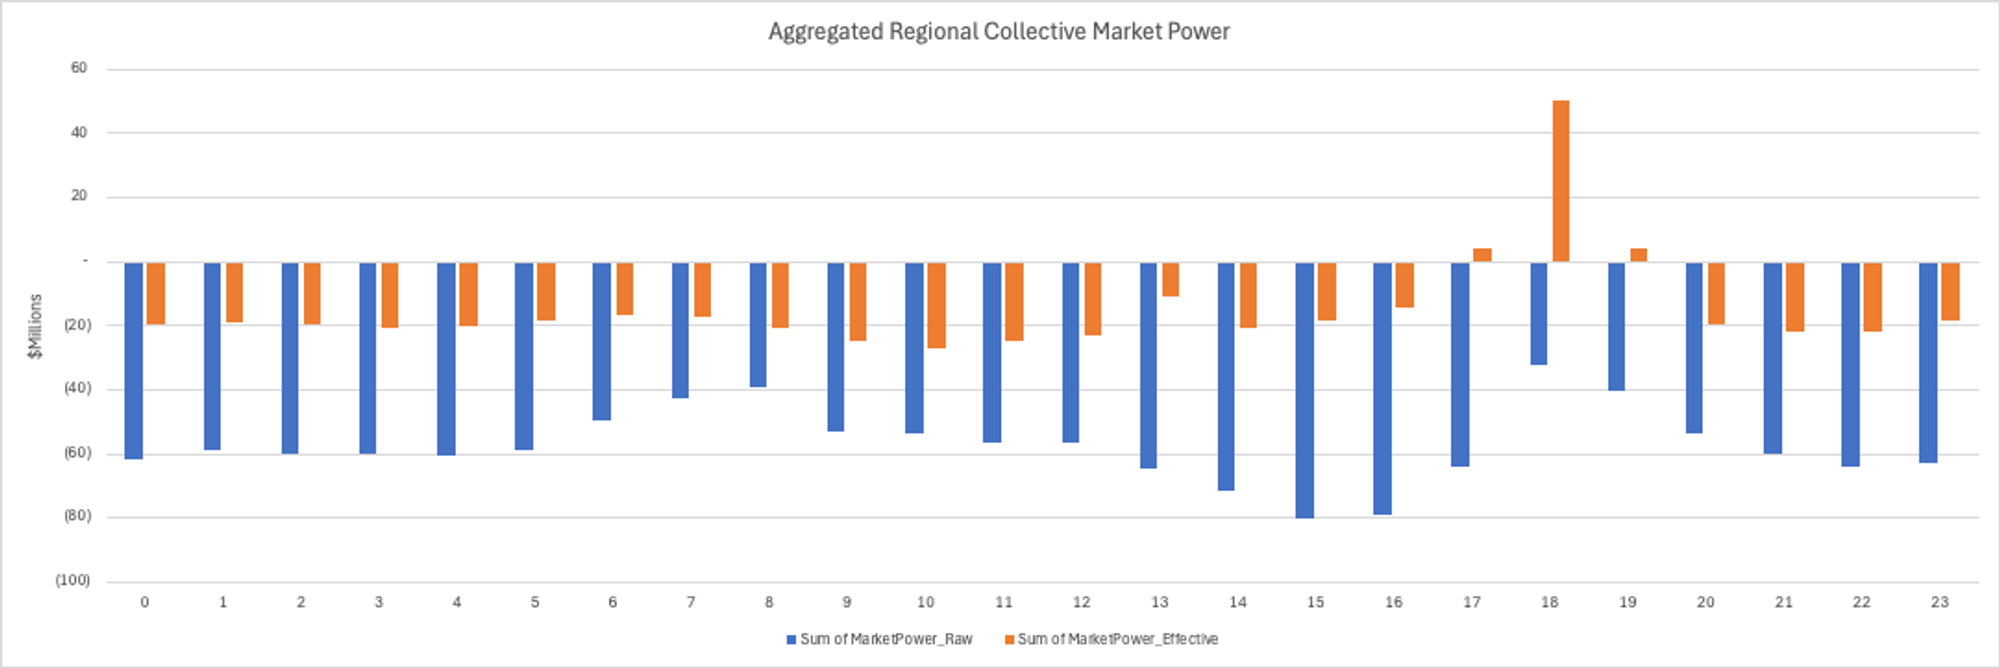 Aggregated Regional Collective Market Power
60
40
20
-
(20)
(40)
(60)
(80)
(100)
$Millions
0 1 2 3 4 5 6 7 8 9 10 11 12 13 14 15 16 17 18 19 20 21 22 23
Sum of MarketPower_Raw Sum of MarketPower_Effective